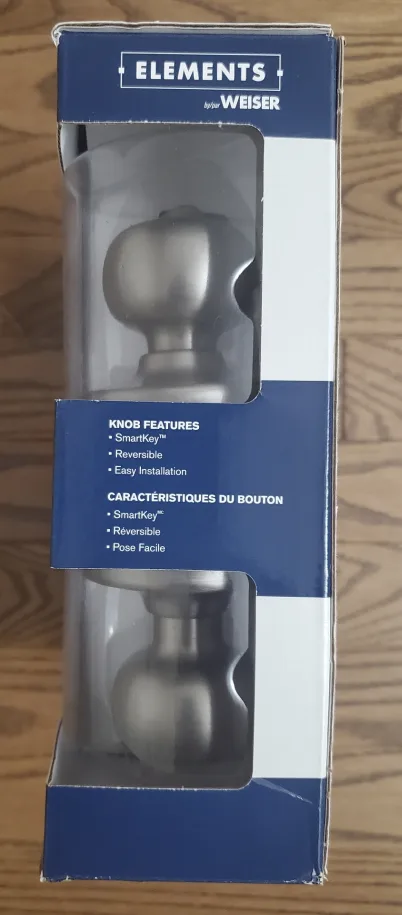 ELEMENTS
by/par WEISER
KNOB FEATURES
• SmartKey™
• Reversible
• Easy Installation
CARACTÉRISTIQUES DU BOUTON
• SmartKeyᴹᶜ
• Réversible
• Pose Facile